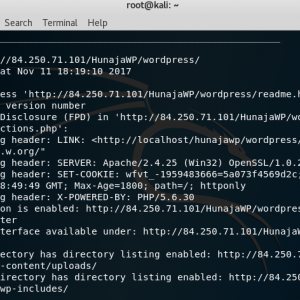 root@kali: ~
Search Terminal Help
//84.250.71.101/HunajaWP/wordpress/
at Nov 11 18:19:10 2017
ess 'http://84.250.71.101/HunajaWP/wordpress/readme.h
version number
Disclosure (FPD) in 'http://84.250.71.101/HunajaWP/wo
ctions.php':
g header: LINK: <http://localhost/hunajawp/wordpress/
.w.org/"
g header: SERVER: Apache/2.4.25 (Win32) OpenSSL/1.0.2
g header: SET-COOKIE: wfvt_-1959483666=5a073f4569d2c;
8:49:49 GMT; Max-Age=1800; path=/; httponly
g header: X-POWERED-BY: PHP/5.6.30
on is enabled: http://84.250.71.101/HunajaWP/wordpres
ter
terface available under: http://84.250.71.101/HunajaW
ectory has directory listing enabled: http://84.250.7
-content/uploads/
irectory has directory listing enabled: http://84.250
wp-includes/